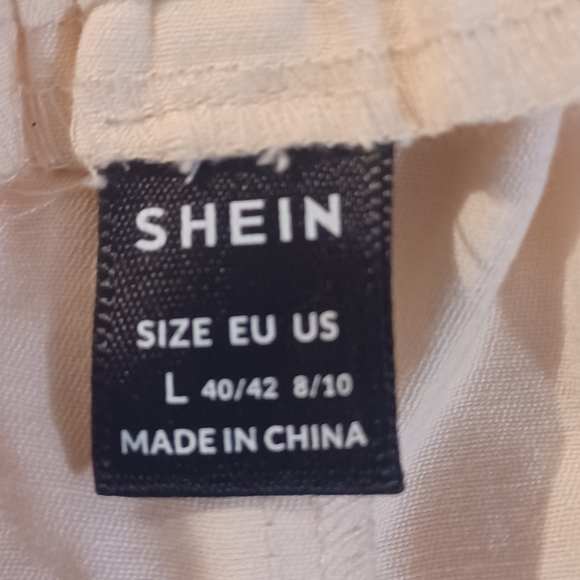 SHEIN
SIZE EU US
L 40/42 8/10
MADE IN CHINA